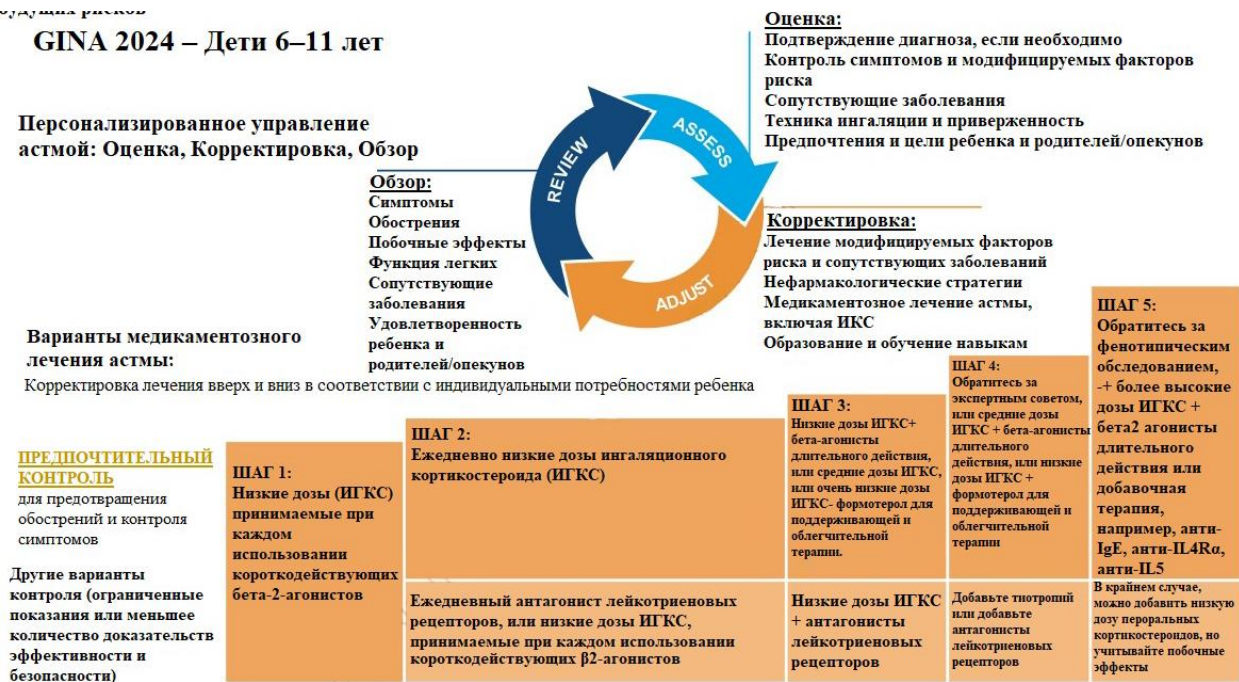 будущих рисков
GINA 2024 – Дети 6–11 лет
Персонализированное управление
астмой: Оценка, Корректировка, Обзор
Оценка:
Подтверждение диагноза, если необходимо
Контроль симптомов и модифицируемых факторов
риска
Сопутствующие заболевания
Техника ингаляции и приверженность
Предпочтения и цели ребенка и родителей/опекунов
REVIEW
ASSESS
ADJUST
Обзор:
Симптомы
Обострения
Побочные эффекты
Функция легких
Сопутствующие
заболевания
Удовлетворенность
ребенка и
родителей/опекунов
Корректировка:
Лечение модифицируемых факторов
риска и сопутствующих заболеваний
Нефармакологические стратегии
Медикаментозное лечение астмы,
включая ИКС
Образование и обучение навыкам
Варианты медикаментозного
лечения астмы:
Корректировка лечения вверх и вниз в соответствии с индивидуальными потребностями ребенка
ПРЕДПОЧТИТЕЛЬНЫЙ
КОНТРОЛЬ
для предотвращения
обострений и контроля
симптомов
Другие варианты
контроля (ограниченные
показания или меньшее
количество доказательств
эффективности и
безопасности)
ШАГ 1:
Низкие дозы (ИГКС)
принимаемые при
каждом
использовании
короткодействующих
бета-2-агонистов
ШАГ 2:
Ежедневно низкие дозы ингаляционного
кортикостероида (ИГКС)
Ежедневный антагонист лейкотриеновых
рецепторов, или низкие дозы ИГКС,
принимаемые при каждом использовании
короткодействующих β2-агонистов
ШАГ 3:
Низкие дозы ИГКС+
бета-агонисты
длительного действия,
или средние дозы ИГКС,
или очень низкие дозы
ИГКС- формотерол для
поддерживающей и
облегчительной
терапии.
Низкие дозы ИГКС
+ антагонисты
лейкотриеновых
рецепторов
ШАГ 4:
Обратитесь за
экспертным советом,
или средние дозы
ИГКС + бета-агонисты
длительного
действия, или низкие
дозы ИГКС +
формотерол для
поддерживающей и
облегчительной
терапии
Добавьте тиотропий
или добавьте
антагонисты
лейкотриеновых
рецепторов
ШАГ 5:
Обратитесь за
фенотипическим
обследованием,
-+ более высокие
дозы ИГКС +
бета2 агонисты
длительного
действия или
добавочная
терапия,
например, анти-
IgE, анти-IL4Rα,
анти-IL5
В крайнем случае,
можно добавить низкую
дозу пероральных
кортикостероидов, но
учитывайте побочные
эффекты